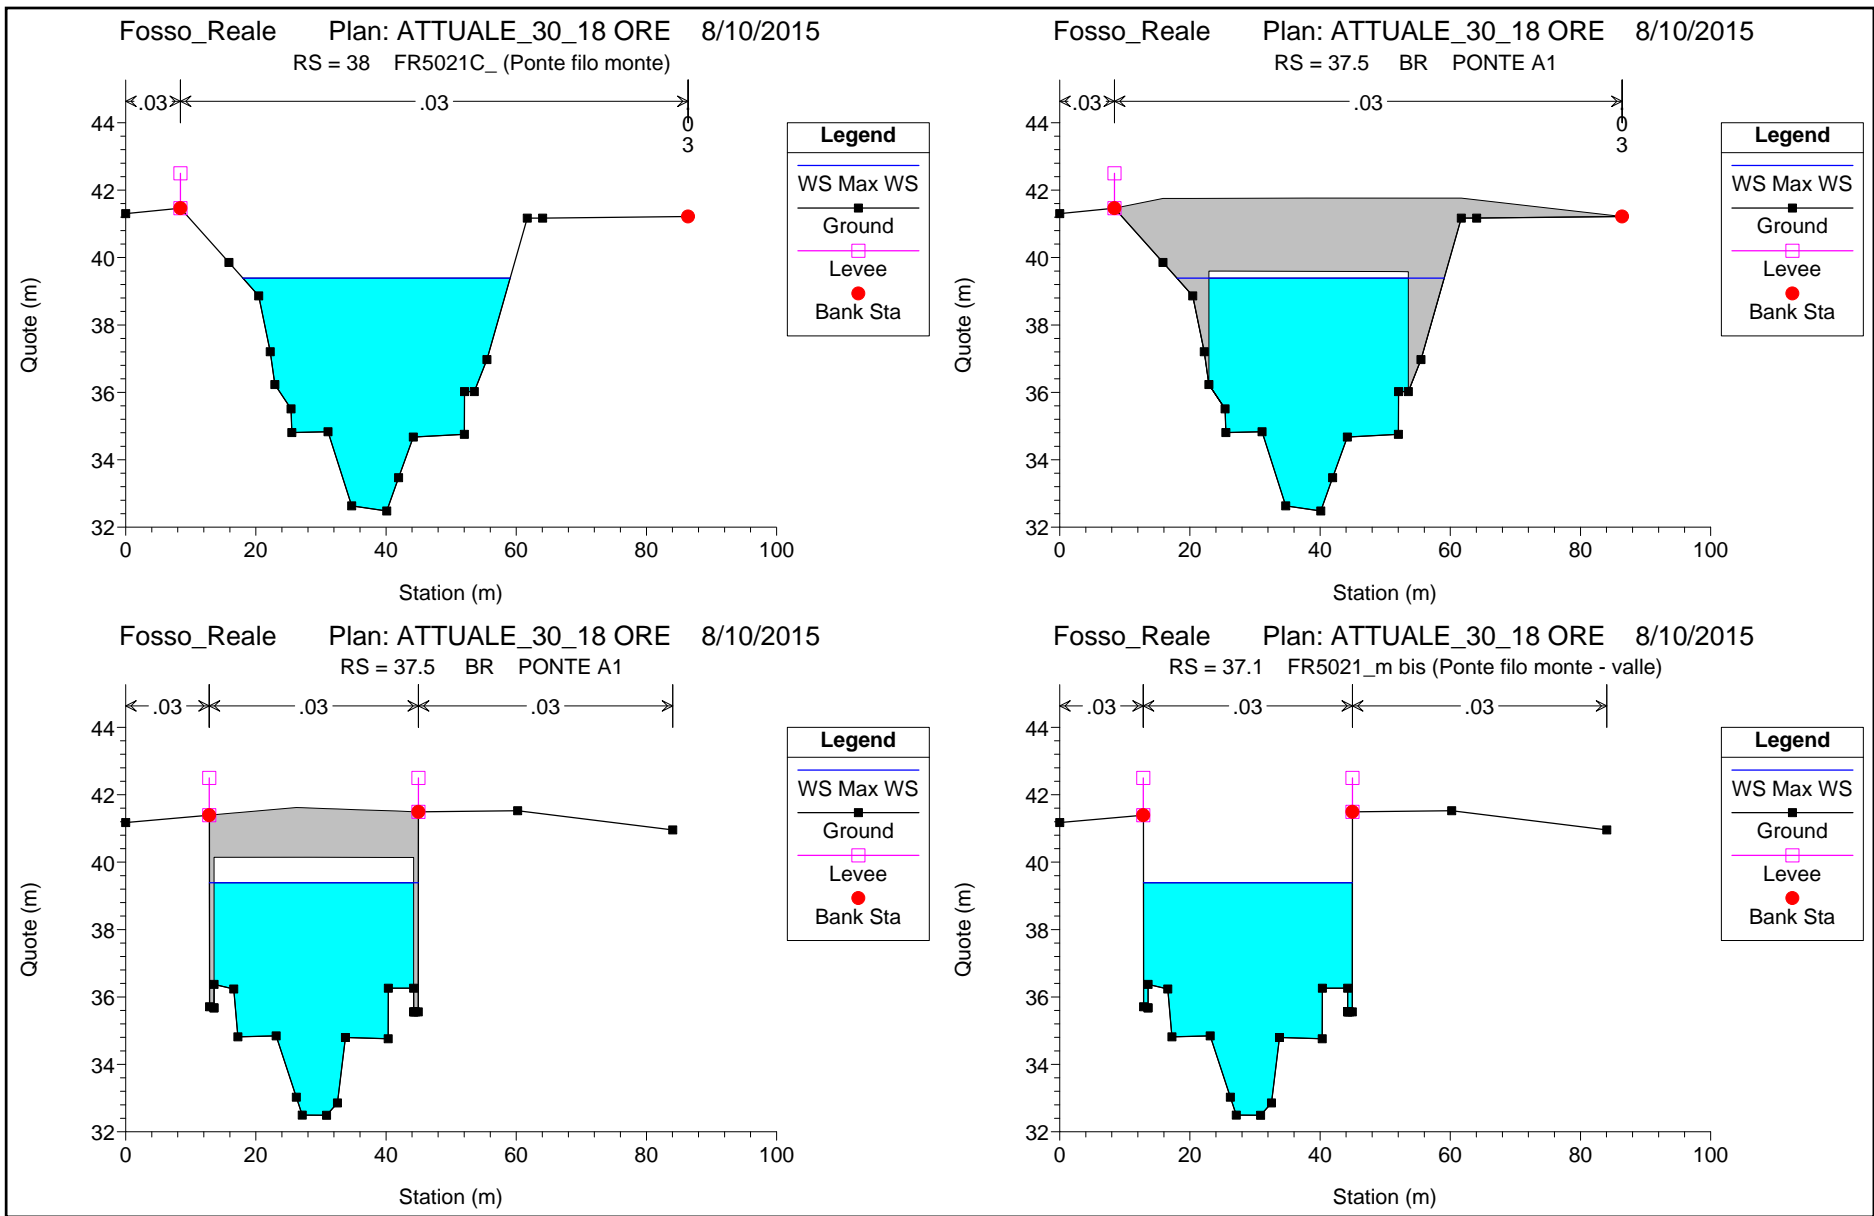 Fosso_Reale Plan: ATTUALE_30_18 ORE 8/10/2015
RS = 38 FR5021C_ (Ponte filo monte)
.03 .03 .03
44
42
40
38
36
34
32
Quote (m)
0 20 40 60 80 100
Station (m)
Legend
WS Max WS
Ground
Levee
Bank Sta
Fosso_Reale Plan: ATTUALE_30_18 ORE 8/10/2015
RS = 37.5 BR PONTE A1
.03 .03 .03
44
42
40
38
36
34
32
Quote (m)
0 20 40 60 80 100
Station (m)
Legend
WS Max WS
Ground
Levee
Bank Sta
Fosso_Reale Plan: ATTUALE_30_18 ORE 8/10/2015
RS = 37.5 BR PONTE A1
.03 .03 .03
44
42
40
38
36
34
32
Quote (m)
0 20 40 60 80 100
Station (m)
Legend
WS Max WS
Ground
Levee
Bank Sta
Fosso_Reale Plan: ATTUALE_30_18 ORE 8/10/2015
RS = 37.1 FR5021_m bis (Ponte filo monte - valle)
.03 .03 .03
44
42
40
38
36
34
32
Quote (m)
0 20 40 60 80 100
Station (m)
Legend
WS Max WS
Ground
Levee
Bank Sta